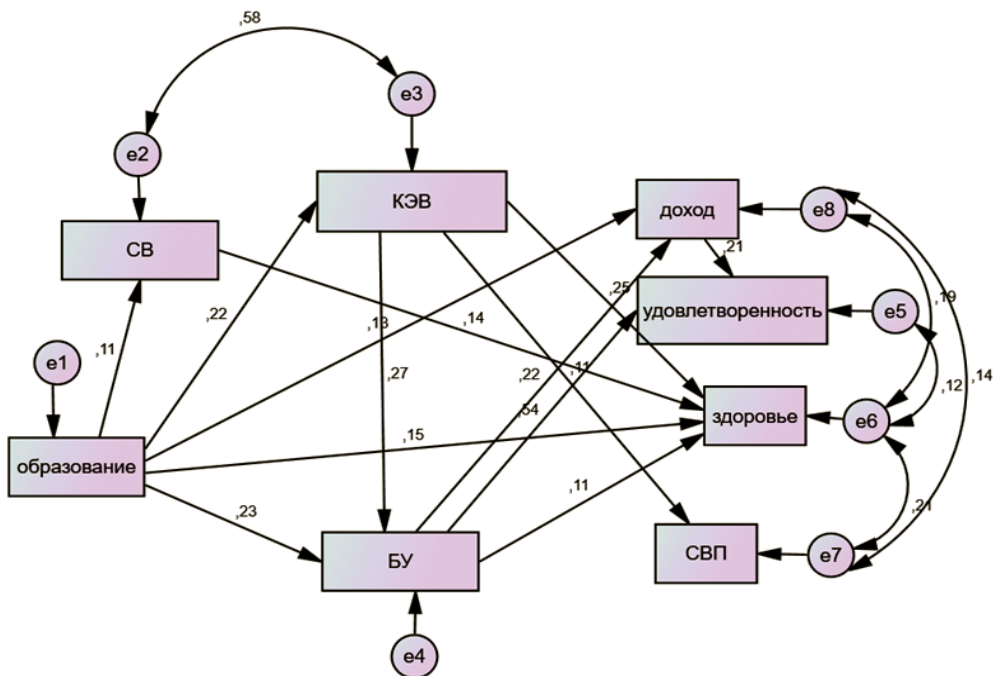 ,58
e3
e2
КЭВ
доход
e8
СВ
,21
,25
удовлетворенность
e5
,19
,22
,13
,14
e1
,11
,27
,22
,11
,12
,14
,54
здоровье
e6
,15
образование
,11
,23
,21
БУ
СВП
e7
e4